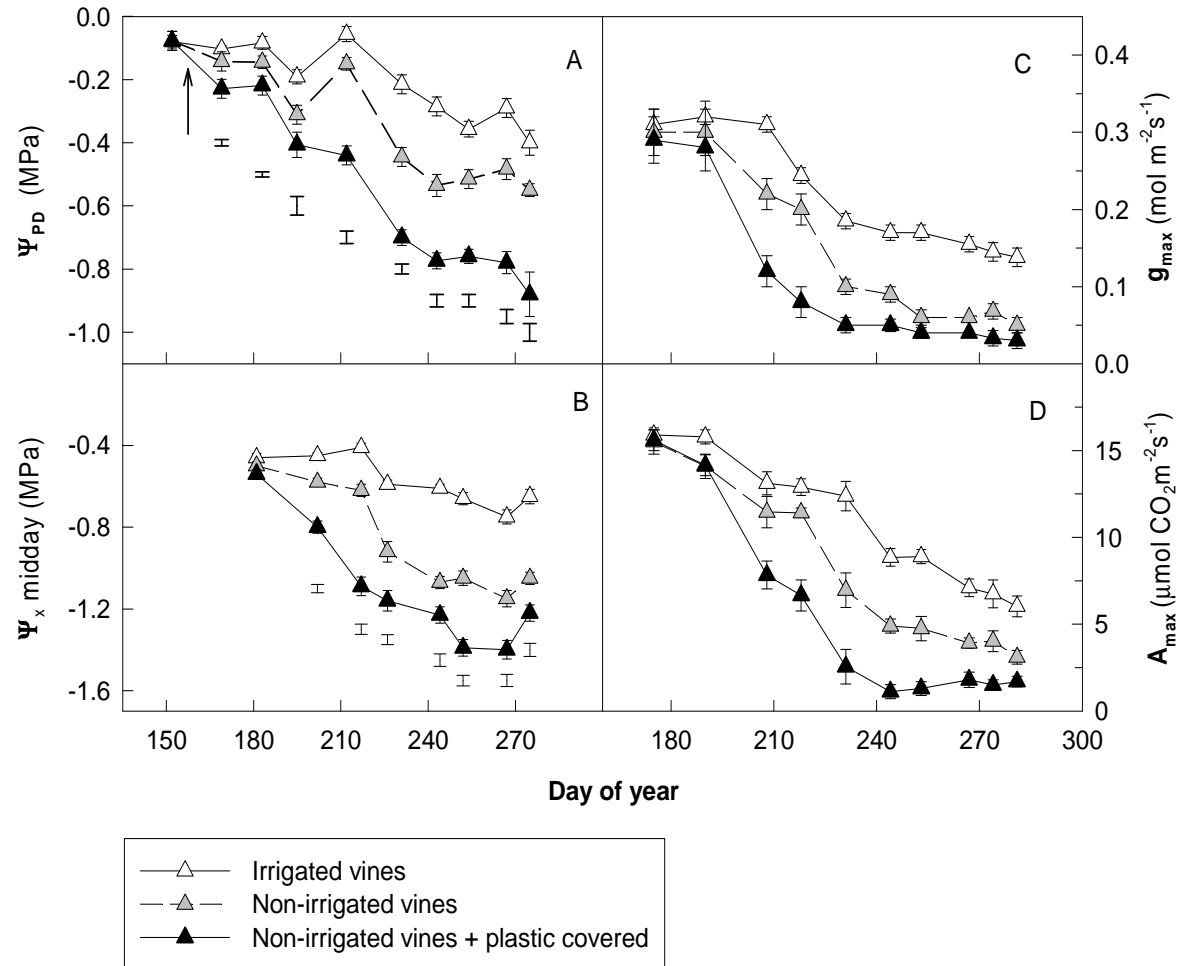 0.0
-0.2
-0.4
-0.6
-0.8
-1.0
ΨPD (MPa)
A
C
0.4
0.3
0.2
0.1
0.0
gmax (mol m-2s-1)
-0.4
-0.8
-1.2
-1.6
Ψx midday (MPa)
B
D
15
10
5
0
Amax (μmol CO2m-2s-1)
150 180 210 240 270
180 210 240 270 300
Day of year
Irrigated vines
Non-irrigated vines
Non-irrigated vines + plastic covered